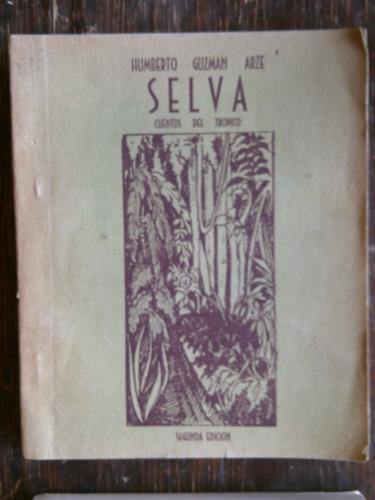 HUMBERTO GUZMAN ARZE
SELVA
CUENTOS DEL TROPICO
SEGUNDA EDICION